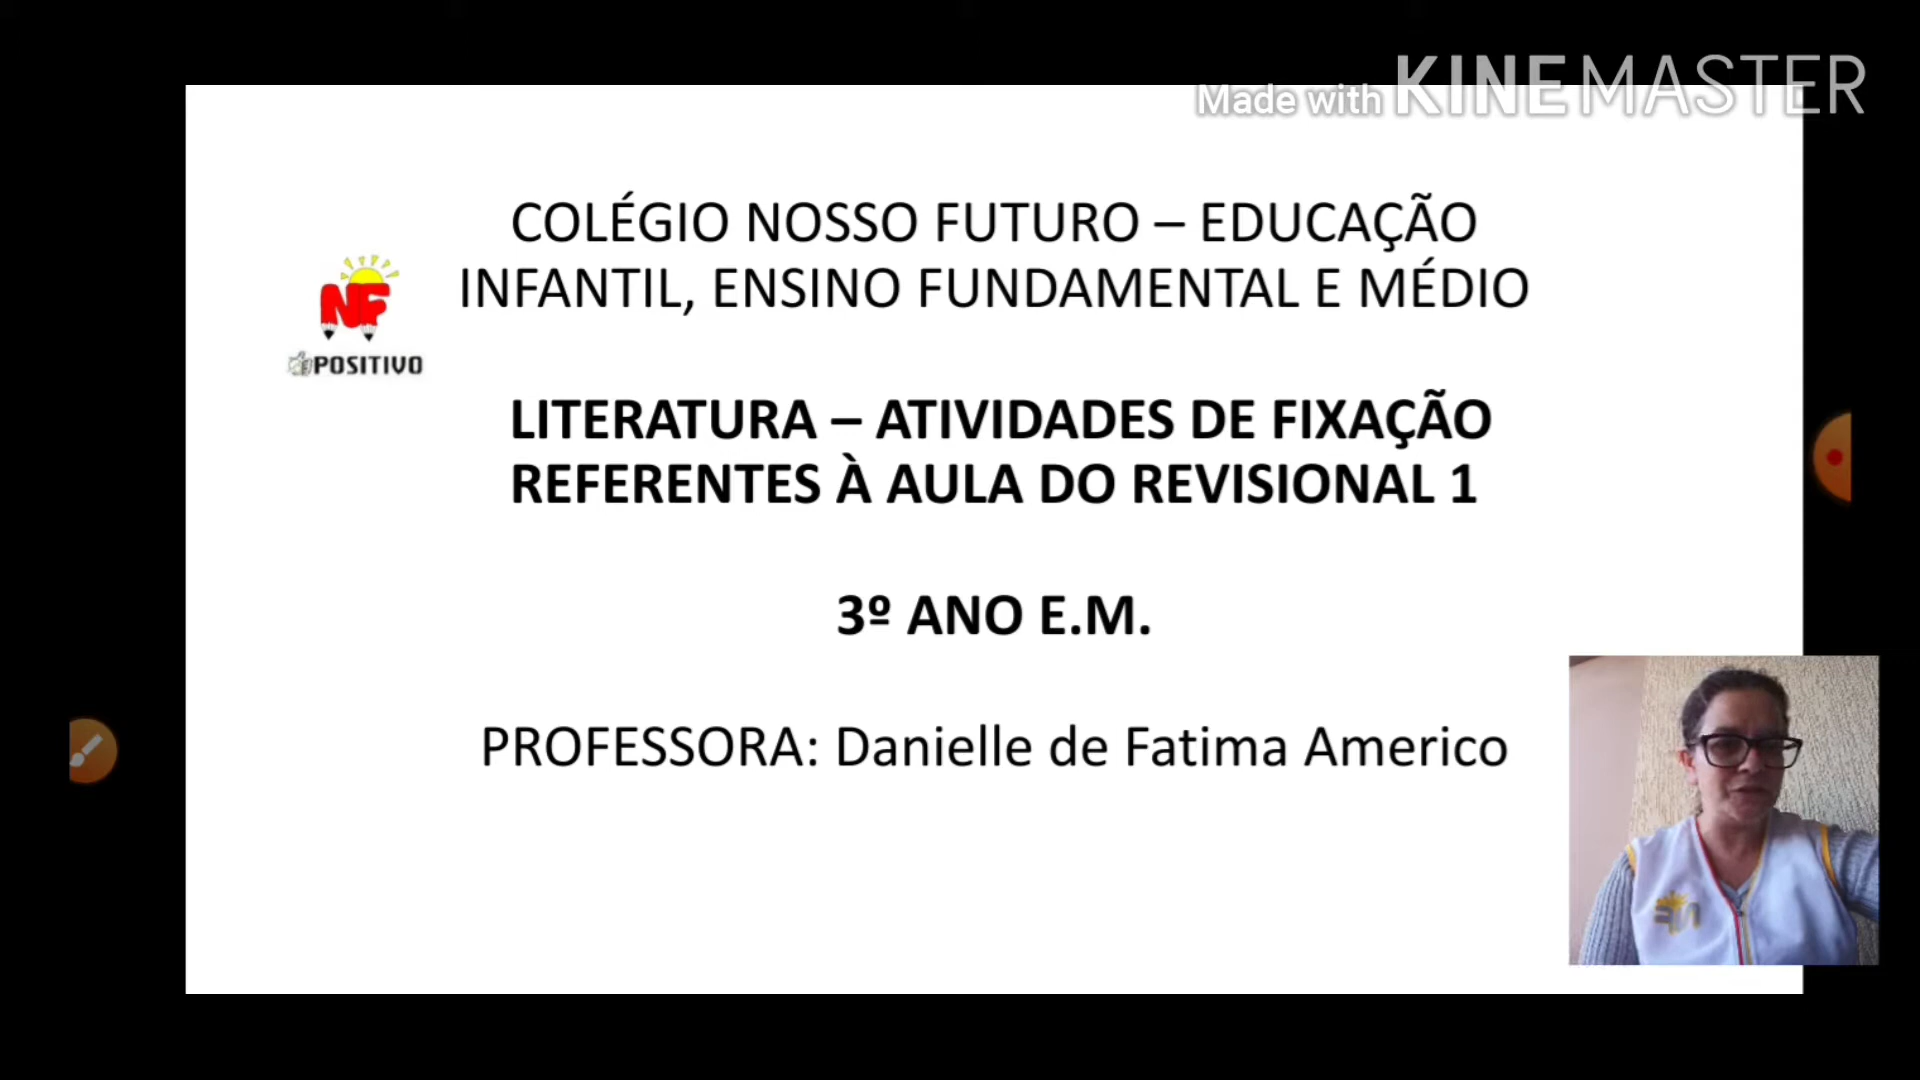 Made with KINEMASTER
COLÉGIO NOSSO FUTURO – EDUCAÇÃO
INFANTIL, ENSINO FUNDAMENTAL E MÉDIO
NF
POSITIVO
LITERATURA – ATIVIDADES DE FIXAÇÃO
REFERENTES À AULA DO REVISIONAL 1
3º ANO E.M.
PROFESSORA: Danielle de Fatima Americo
NF